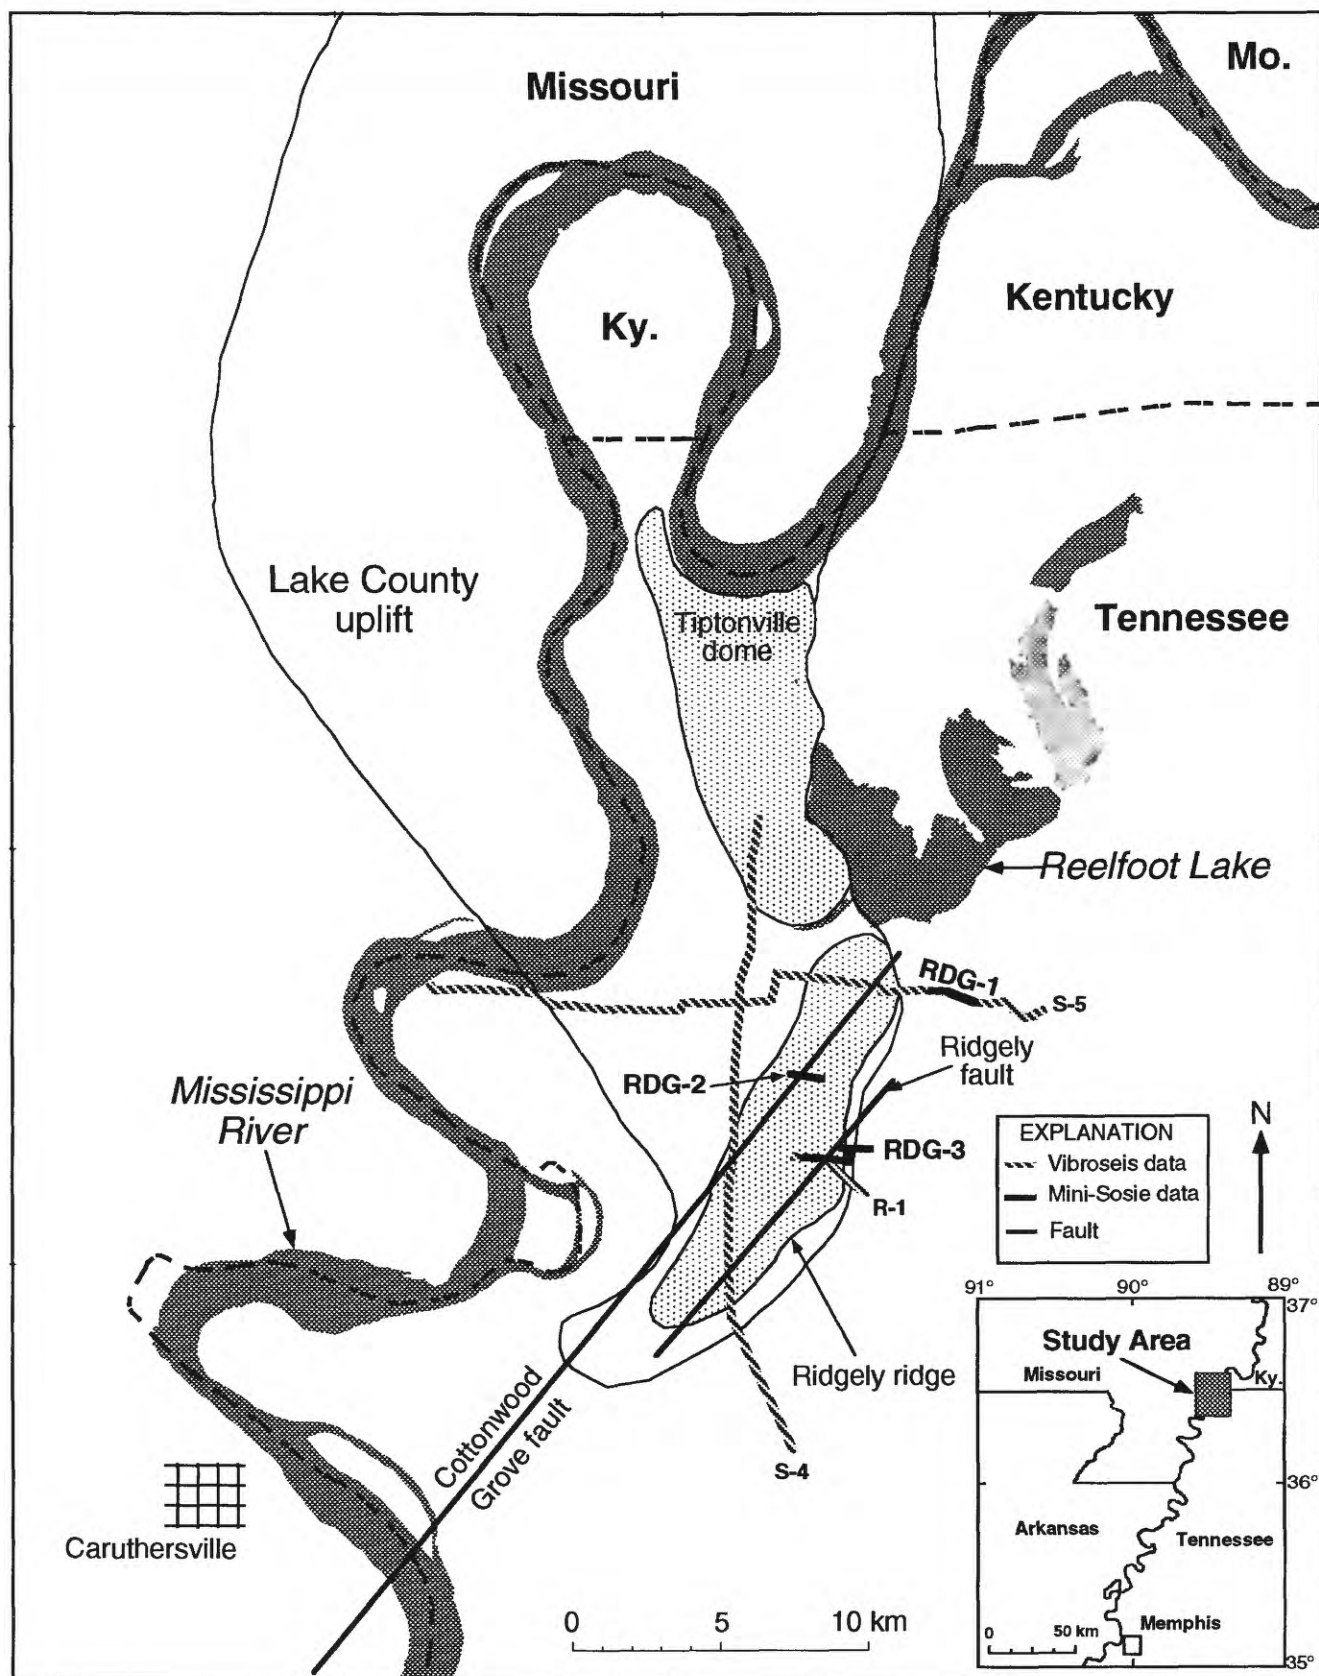 Missouri
Mo.
Ky.
Kentucky
Lake County
uplift
Tiptonville
dome
Tennessee
Reelfoot Lake
RDG-1
S-5
Ridgely
fault
RDG-2
Mississippi
River
RDG-3
R-1
EXPLANATION
Vibroseis data
Mini-Sosie data
Fault
N
Ridgely ridge
Cottonwood
Grove fault
S-4
Caruthersville
0 5 10 km
91° 90° 89°
37°
Study Area
Missouri
Ky.
36°
Arkansas
Tennessee
0 50 km
Memphis
35°